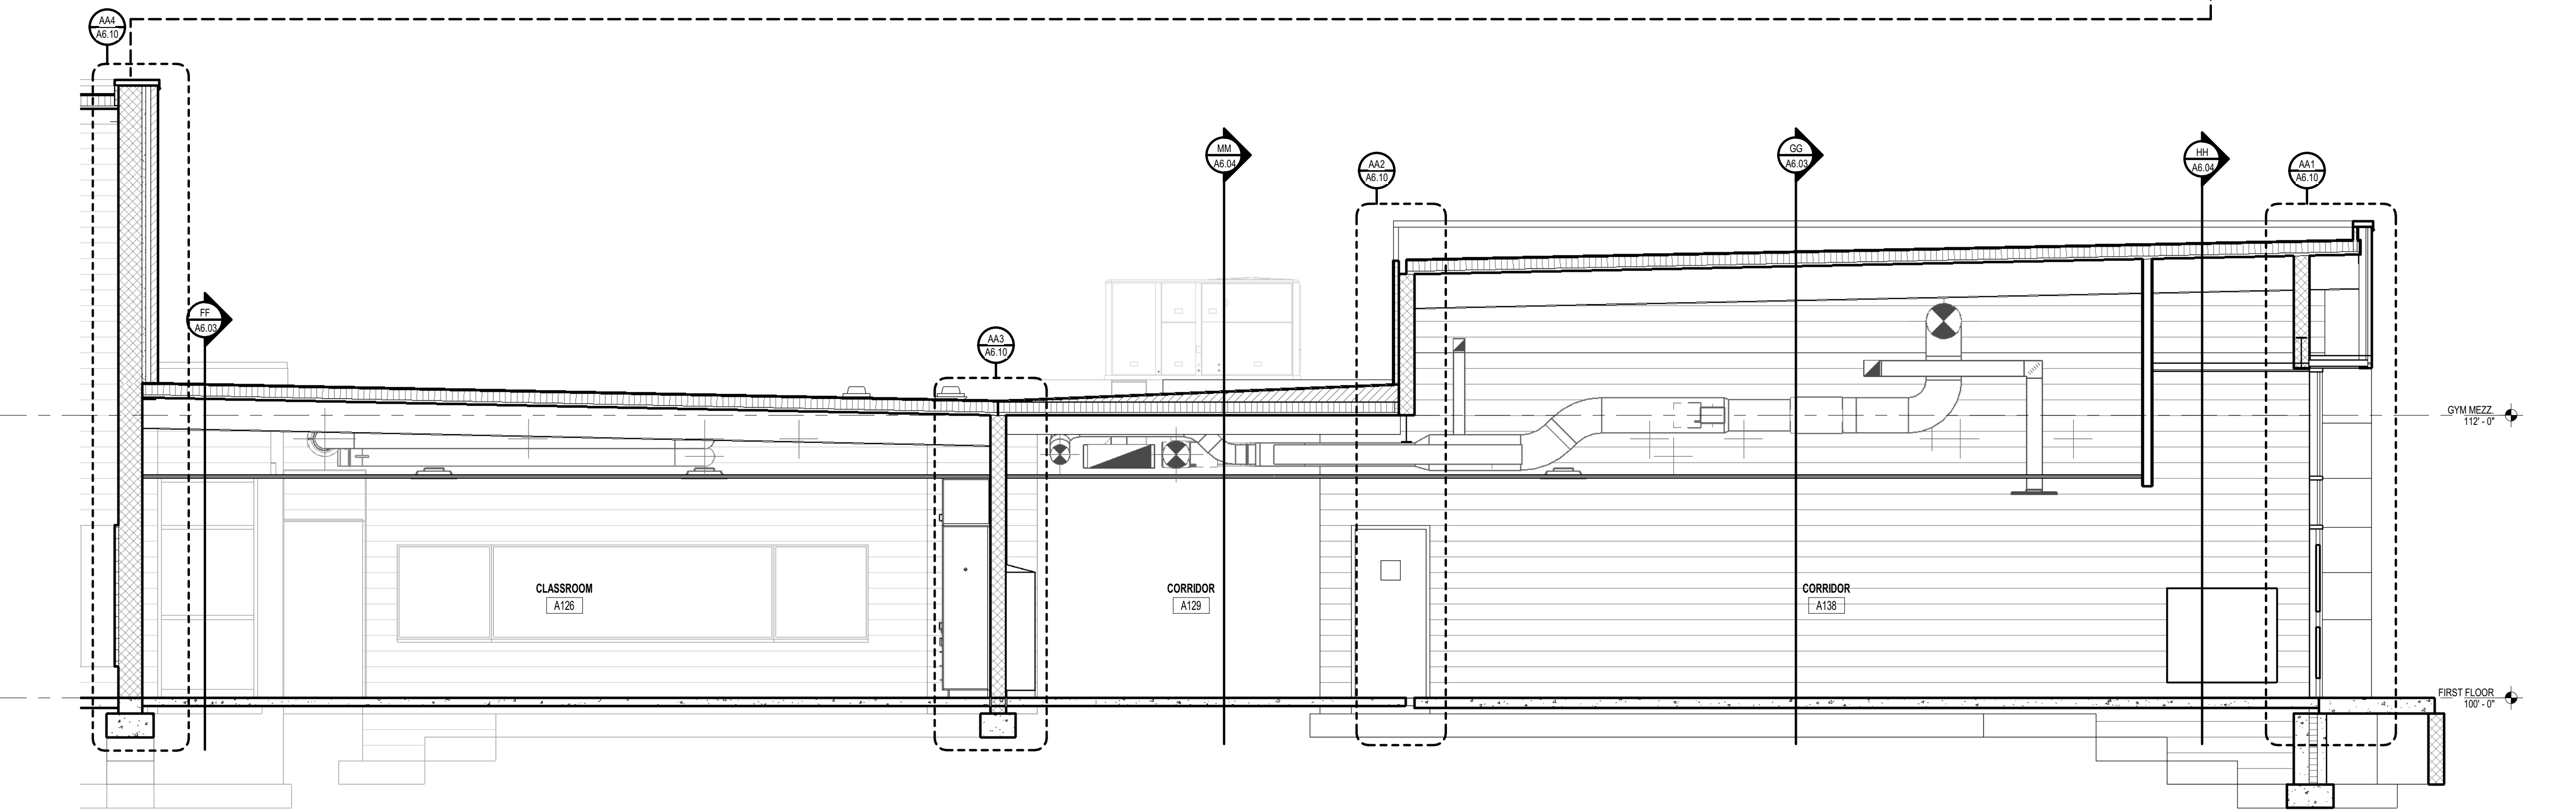 AA4
A6.10
MM
A6.04
GG
A6.03
HH
A6.04
AA2
A6.10
AA1
A6.10
FF
A6.03
AA3
A6.10
GYM MEZZ.
112' - 0"
CLASSROOM
A126
CORRIDOR
A129
CORRIDOR
A138
FIRST FLOOR
100' - 0"